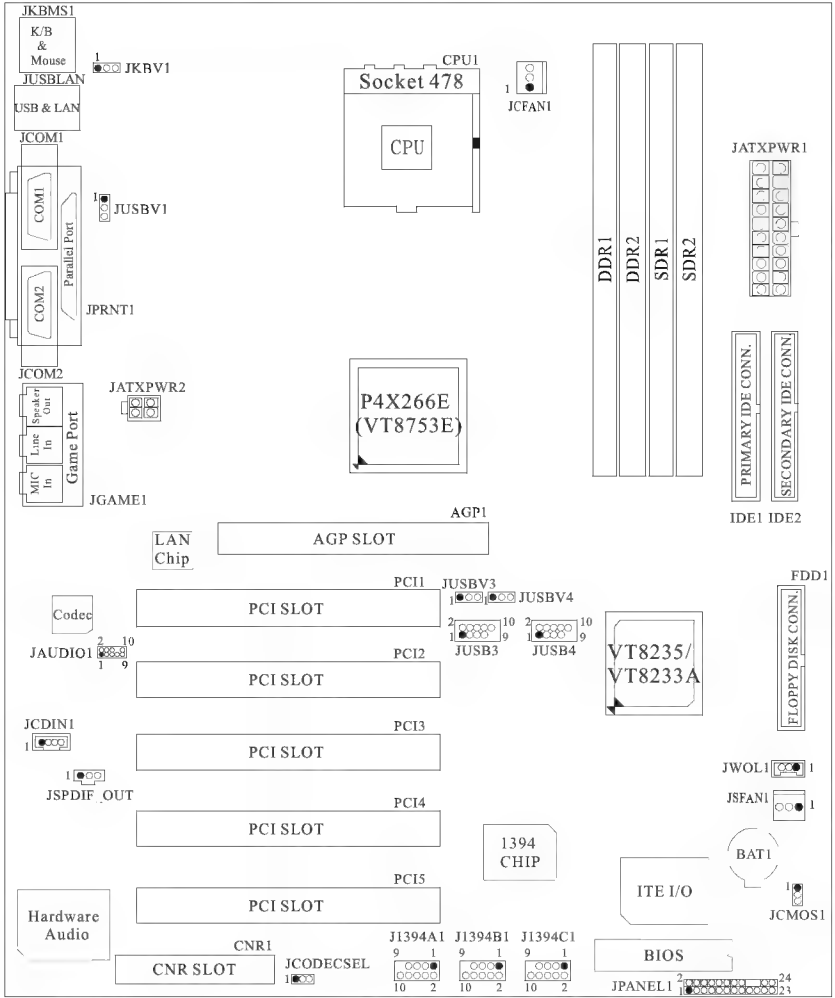 JKBMS1
K/B
&
Mouse
1
JKBV1
JUSBLAN
USB & LAN
JCOM1
COM1
Parallel Port
1
JUSBV1
COM2
JPRNT1
JCOM2
CPU1
Socket 478
CPU
1
JCFAN1
DDR1
DDR2
SDR1
SDR2
JATXPWR1
JATXPWR2
Speaker
Out
Line
In
MIC
In
Game Port
JGAME1
P4X266E
(VT8753E)
PRIMARY IDE CONN.
SECONDARY IDE CONN.
IDE1 IDE2
AGP1
AGP SLOT
LAN
Chip
PCI1
PCI SLOT
JUSBV3
1
1
JUSBV4
2
10
1
9
JUSB3
2
10
1
9
JUSB4
FDD1
FLOPPY DISK CONN.
VT8235/
VT8233A
Codec
2
10
JAUDIO1
1
9
PCI2
PCI SLOT
JCDIN1
1
PCI3
PCI SLOT
1
JSPDIF_OUT
JWOL1
1
JSFAN1
1
PCI4
PCI SLOT
1394
CHIP
BAT1
PCI5
PCI SLOT
ITE I/O
1
JCMOS1
Hardware
Audio
CNR1
CNR SLOT
JCODECSEL
1
J1394A1
9
1
10
2
J1394B1
9
1
10
2
J1394C1
9
1
10
2
BIOS
JPANEL1
2
24
1
23